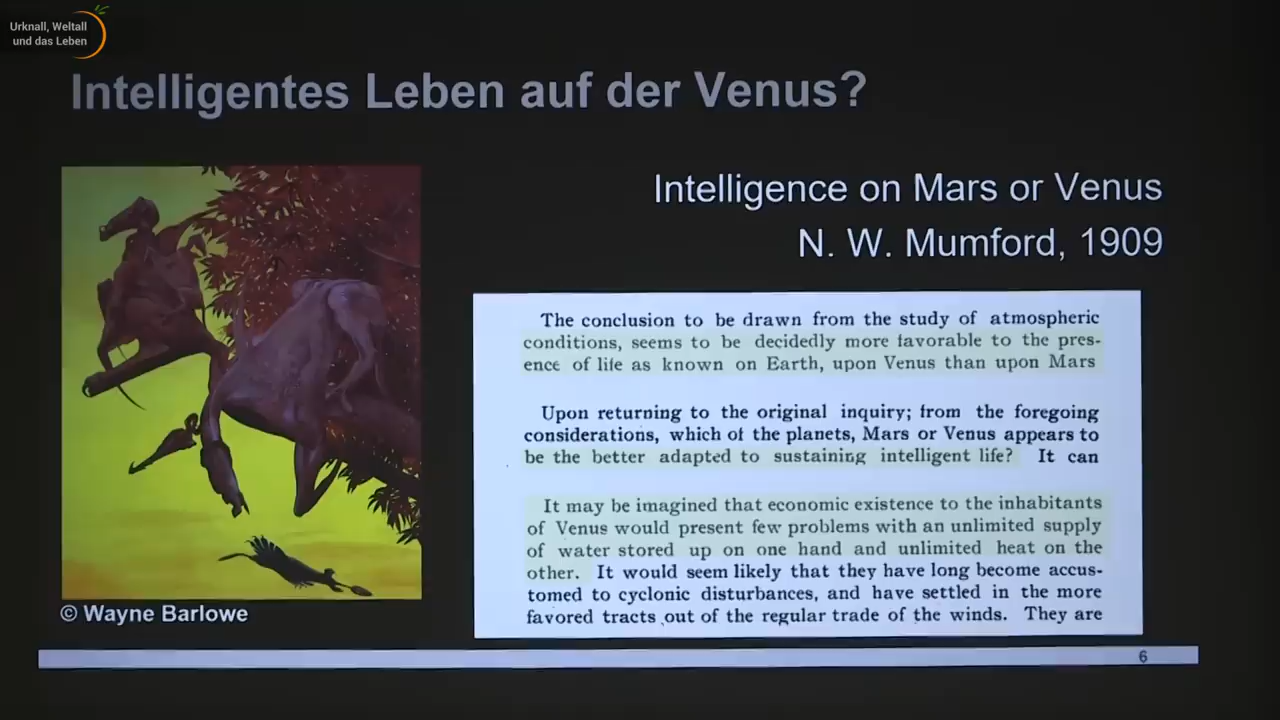 Urknall, Weltall
und das Leben
Intelligentes Leben auf der Venus?
Intelligence on Mars or Venus
N. W. Mumford, 1909
The conclusion to be drawn from the study of atmospheric
conditions, seems to be decidedly more favorable to the pres-
ence of life as known on Earth, upon Venus than upon Mars
Upon returning to the original inquiry; from the foregoing
considerations, which of the planets, Mars or Venus appears to
be the better adapted to sustaining intelligent life? It can
It may be imagined that economic existence to the inhabitants
of Venus would present few problems with an unlimited supply
of water stored up on one hand and unlimited heat on the
other. It would seem likely that they have long become accus-
tomed to cyclonic disturbances, and have settled in the more
favored tracts out of the regular trade of the winds. They are
© Wayne Barlowe
6